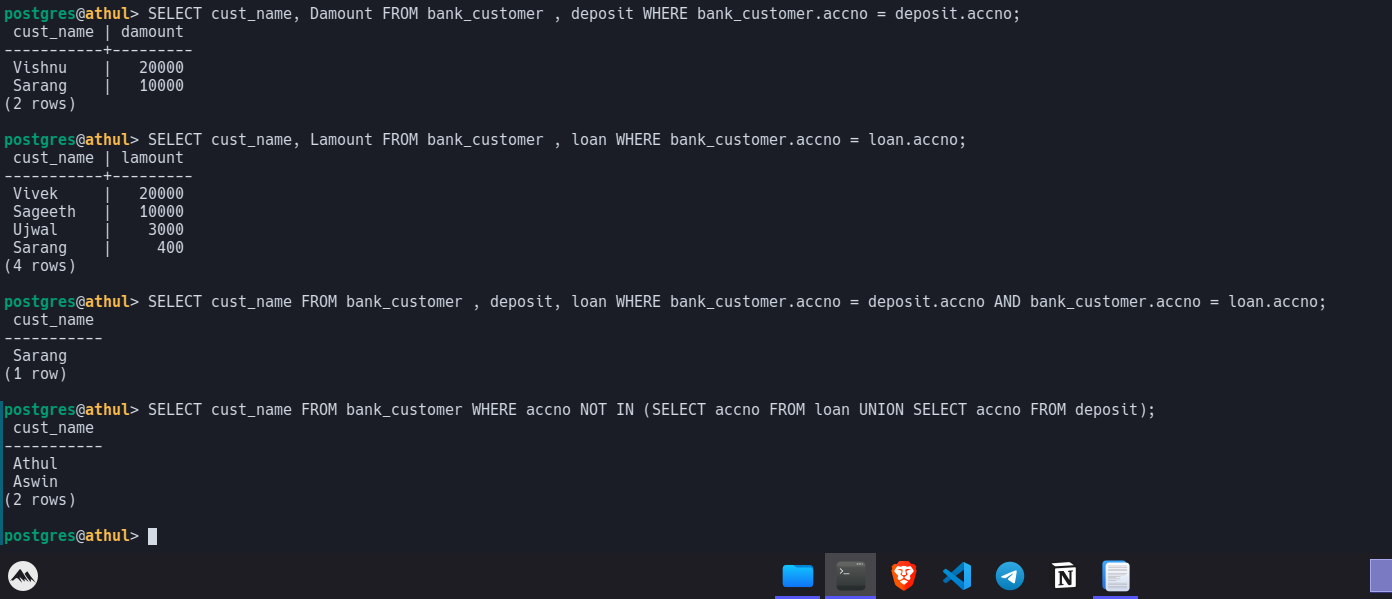 postgres@athul> SELECT cust_name, Damount FROM bank_customer , deposit WHERE bank_customer.accno = deposit.accno;
 cust_name | damount
-----------+---------
 Vishnu    |   20000
 Sarang    |   10000
(2 rows)

postgres@athul> SELECT cust_name, Lamount FROM bank_customer , loan WHERE bank_customer.accno = loan.accno;
 cust_name | lamount
-----------+---------
 Vivek     |   20000
 Sageeth   |   10000
 Ujwal     |    3000
 Sarang    |     400
(4 rows)

postgres@athul> SELECT cust_name FROM bank_customer , deposit, loan WHERE bank_customer.accno = deposit.accno AND bank_customer.accno = loan.accno;
 cust_name
-----------
 Sarang
(1 row)

postgres@athul> SELECT cust_name FROM bank_customer WHERE accno NOT IN (SELECT accno FROM loan UNION SELECT accno FROM deposit);
 cust_name
-----------
 Athul
 Aswin
(2 rows)

postgres@athul>